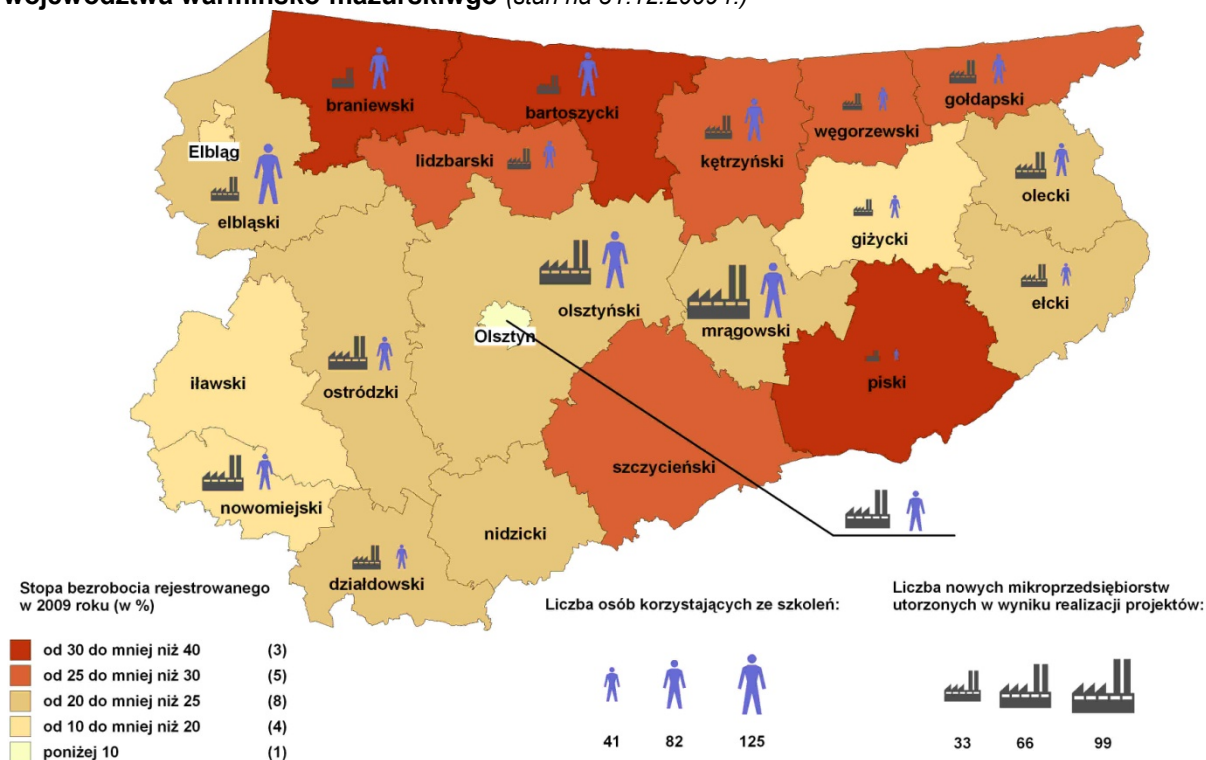 województwa warmińsko-mazurskiwgo (stan na 31.12.2009 r.)
braniewski
bartoszycki
gołdapski
węgorzewski
Elbląg
lidzbarski
kętrzyński
olecki
elbląski
giżycki
olsztyński
ełcki
mrągowski
Olsztyn
iławski
ostródzki
piski
szczycieński
nowomiejski
nidzicki
działdowski
Stopa bezrobocia rejestrowanego
w 2009 roku (w %)
od 30 do mniej niż 40 (3)
od 25 do mniej niż 30 (5)
od 20 do mniej niż 25 (8)
od 10 do mniej niż 20 (4)
poniżej 10 (1)
Liczba osób korzystających ze szkoleń:
41 82 125
Liczba nowych mikroprzedsiębiorstw
utorzonych w wyniku realizacji projektów:
33 66 99